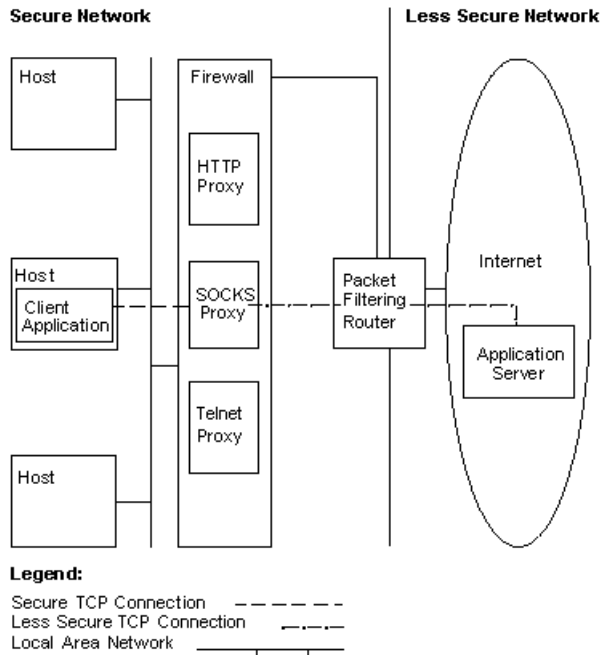 Secure Network
Less Secure Network
Host
Firewall
HTTP
Proxy
Host
Client
Application
SOCKS
Proxy
Packet
Filtering
Router
Internet
Application
Server
Telnet
Proxy
Host
Legend:
Secure TCP Connection
Less Secure TCP Connection
Local Area Network